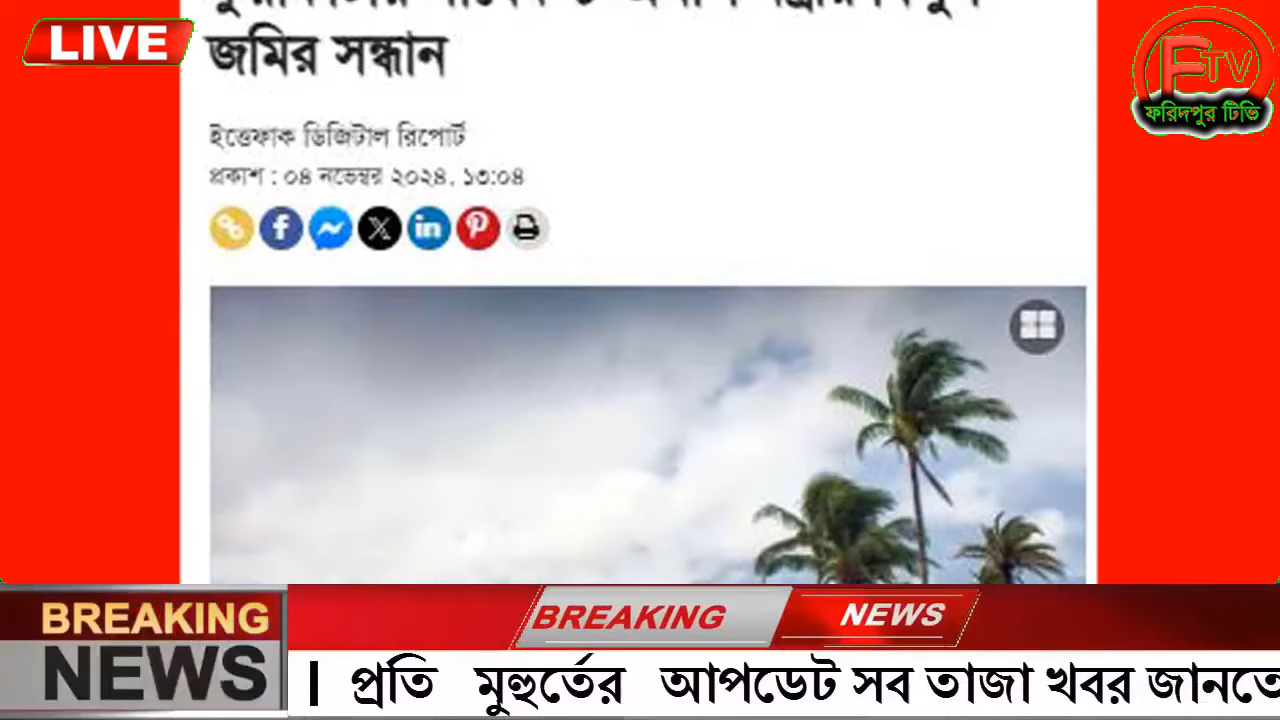 জমির সন্ধান
LIVE
FTV
ফরিদপুর টিভি
ইত্তেফাক ডিজিটাল রিপোর্ট
প্রকাশ : ০৪ নভেম্বর ২০২৪, ১৩:০৪
BREAKING NEWS
BREAKING
NEWS
। প্রতি মুহুর্তের আপডেট সব তাজা খবর জানতে